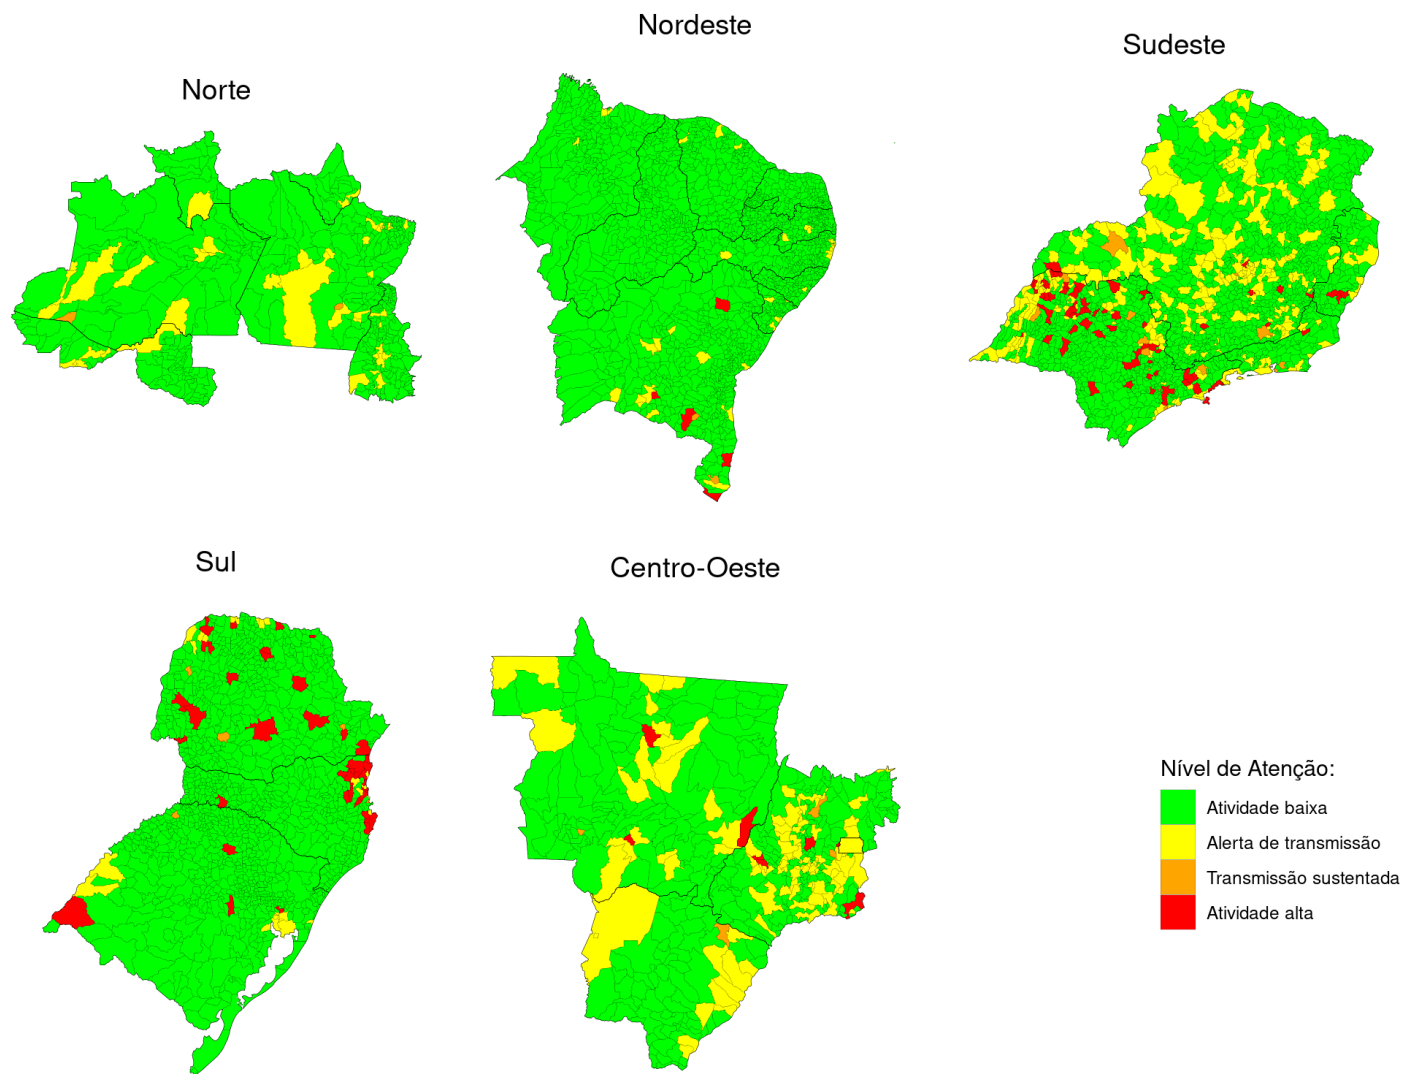 Norte
Nordeste
Sudeste
Sul
Centro-Oeste
Nível de Atenção:
Atividade baixa
Alerta de transmissão
Transmissão sustentada
Atividade alta